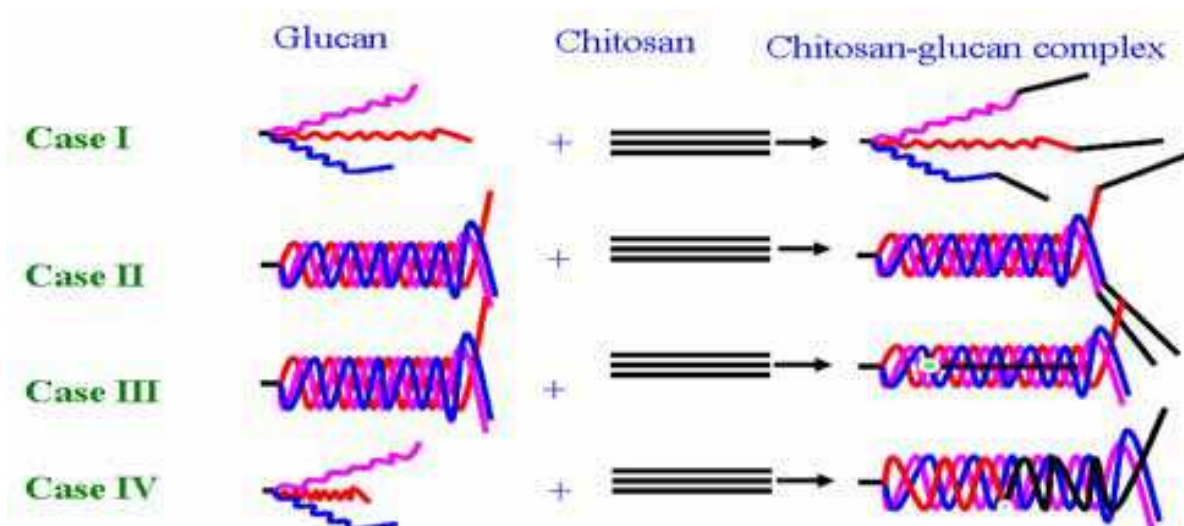 Glucan Chitosan Chitosan-glucan complex
Case I +
Case II +
Case III +
Case IV +